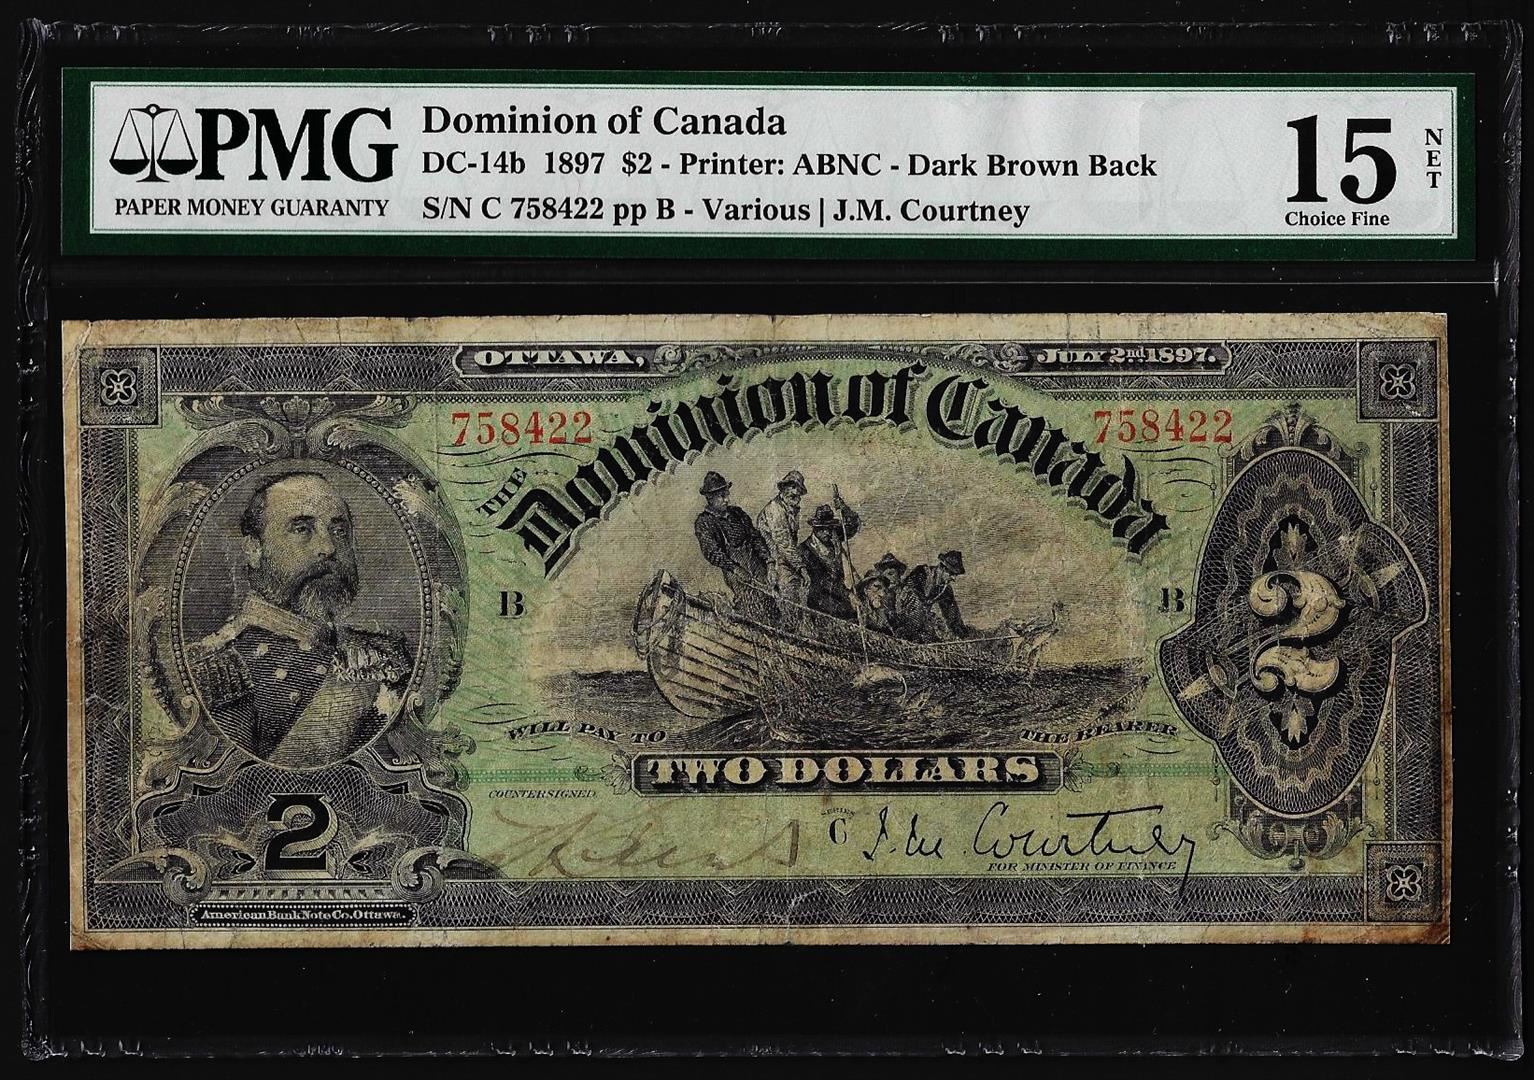 PMG
PAPER MONEY GUARANTY
Dominion of Canada
DC-14b 1897 $2 - Printer: ABNC - Dark Brown Back
S/N C 758422 pp B - Various | J.M. Courtney
15
NET
Choice Fine
OTTAWA, JULY 2nd 1897.
758422 758422
THE Dominion of Canada
B B
2
WILL PAY TO THE BEARER
TWO DOLLARS
COUNTERSIGNED
SERIES
C J.M. Courtney
FOR MINISTER OF FINANCE
2
American Bank Note Co. Ottawa.